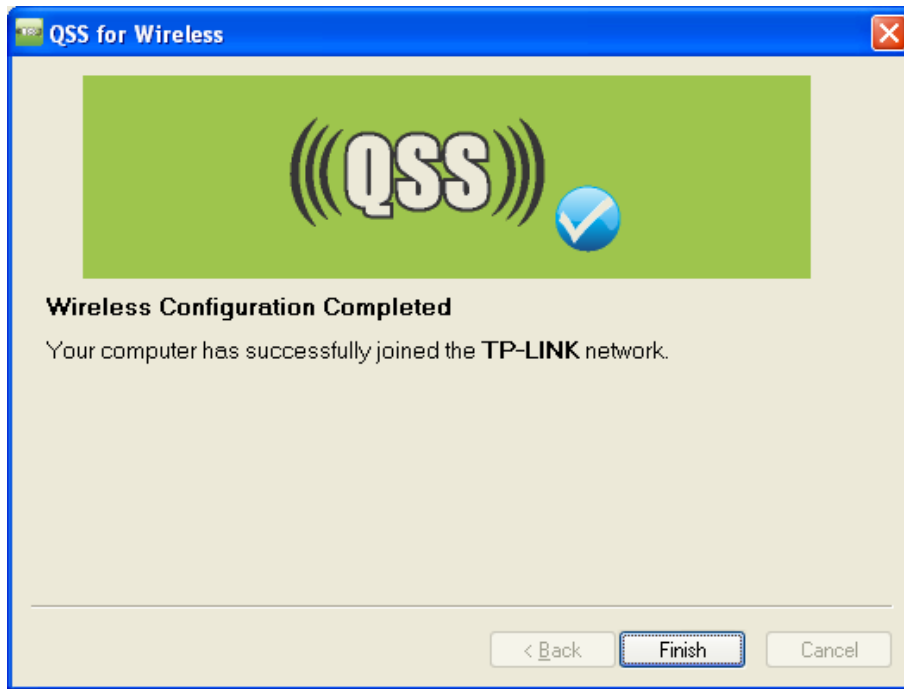 QSS for Wireless
(((QSS)))
Wireless Configuration Completed
Your computer has successfully joined the TP-LINK network.
< Back
Finish
Cancel